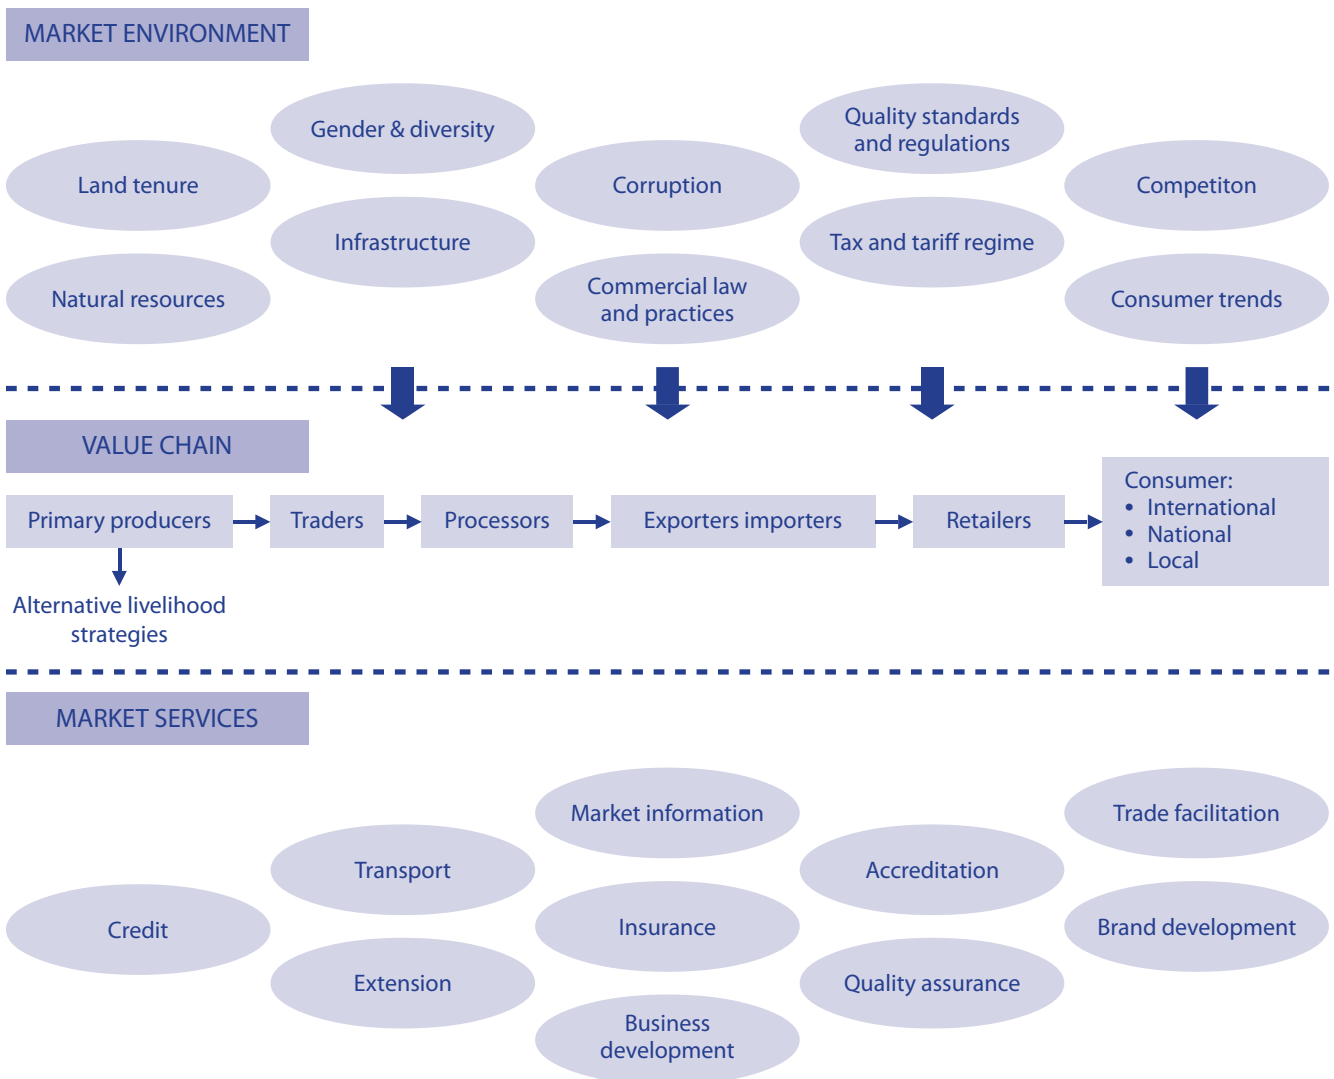 MARKET ENVIRONMENT
Gender & diversity
Quality standards
and regulations
Land tenure
Corruption
Competiton
Infrastructure
Tax and tariff regime
Natural resources
Commercial law
and practices
Consumer trends
VALUE CHAIN
Primary producers
Traders
Processors
Exporters importers
Retailers
Consumer:
• International
• National
• Local
Alternative livelihood
strategies
MARKET SERVICES
Market information
Trade facilitation
Transport
Accreditation
Credit
Insurance
Brand development
Extension
Quality assurance
Business
development